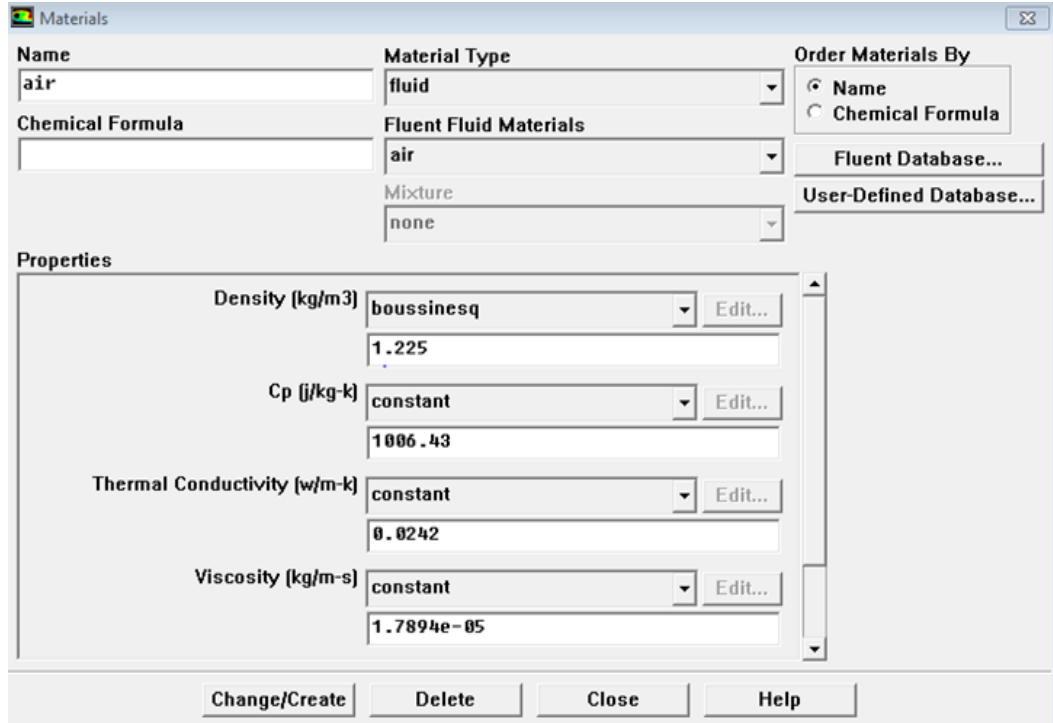 Materials
Name
air
Material Type
fluid
Order Materials By
Name
Chemical Formula
Chemical Formula
Fluent Fluid Materials
air
Fluent Database...
Mixture
none
User-Defined Database...
Properties
Density (kg/m3)
boussinesq
Edit...
1.225
Cp (j/kg-k)
constant
Edit...
1006.43
Thermal Conductivity (w/m-k)
constant
Edit...
0.0242
Viscosity (kg/m-s)
constant
Edit...
1.7894e-05
Change/Create
Delete
Close
Help